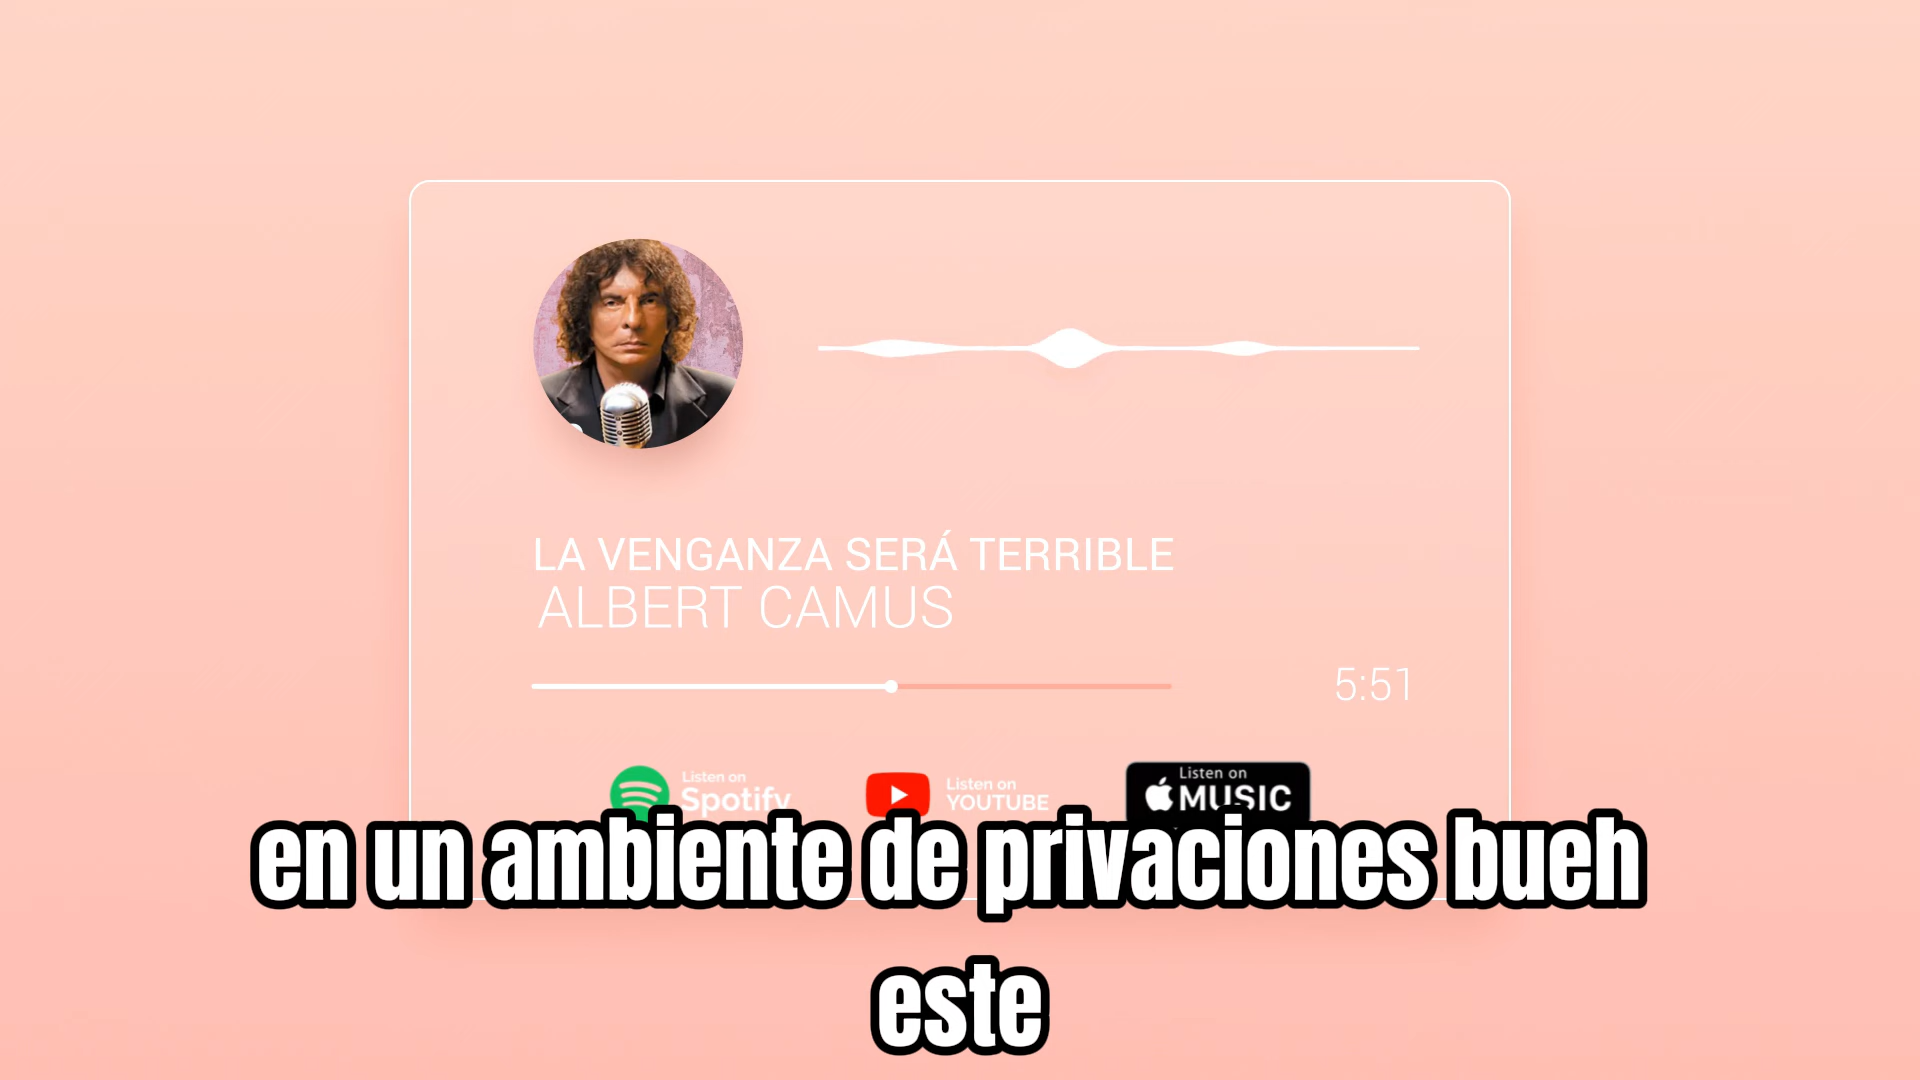 LA VENGANZA SERÁ TERRIBLE
ALBERT CAMUS
5:51
Listen on
Spotify
Listen on
YOUTUBE
Listen on
MUSIC
en un ambiente de privaciones bueh
este